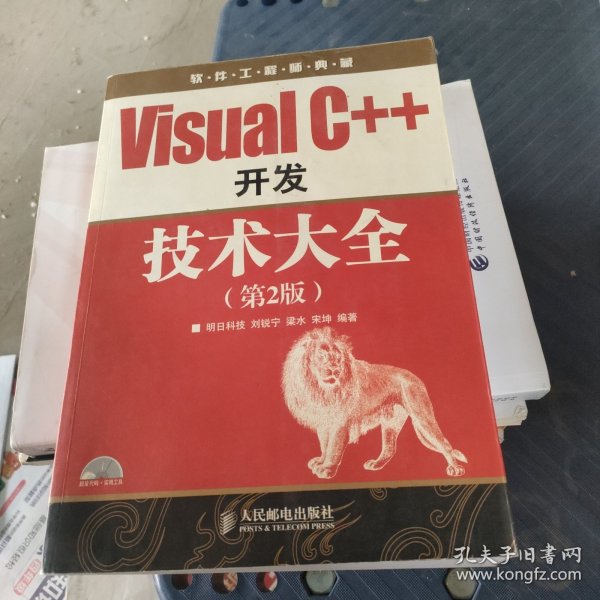 软·件·工·程·师·典·藏
Visual C++
开发
技术大全
(第2版)
■ 明日科技 刘锐宁 梁水 宋坤 编著
人民邮电出版社
POSTS & TELECOM PRESS
孔夫子旧书网
www.kongfz.com